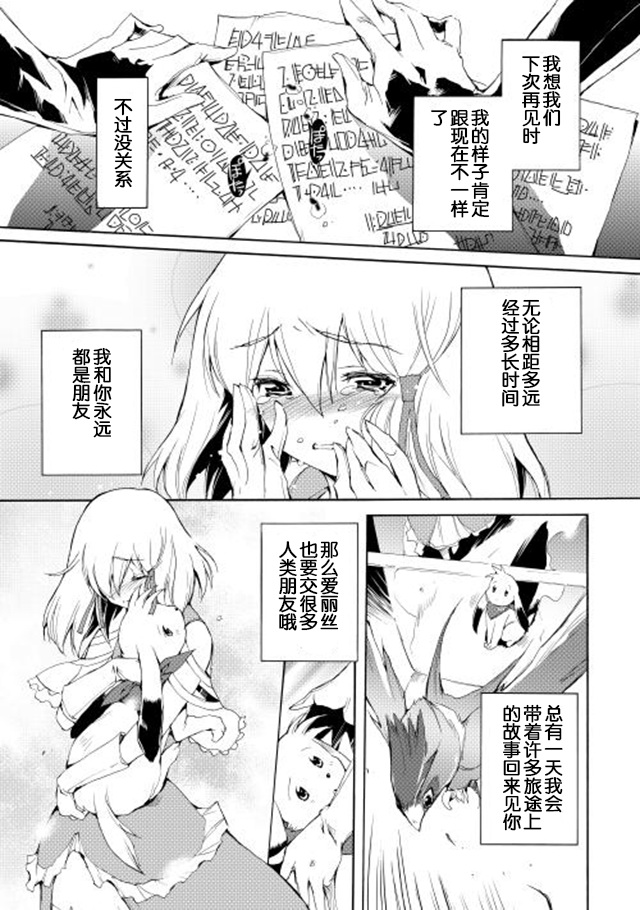 我想我们
下次再见时
我的样子肯定
跟现在不一样
了
不过没关系
ぽた
ぽた
无论相距多远
经过多长时间
我和你永远
都是朋友
那么爱丽丝
也要交很多
人类朋友哦
总有一天我会
带着许多旅途上
的故事回来见你